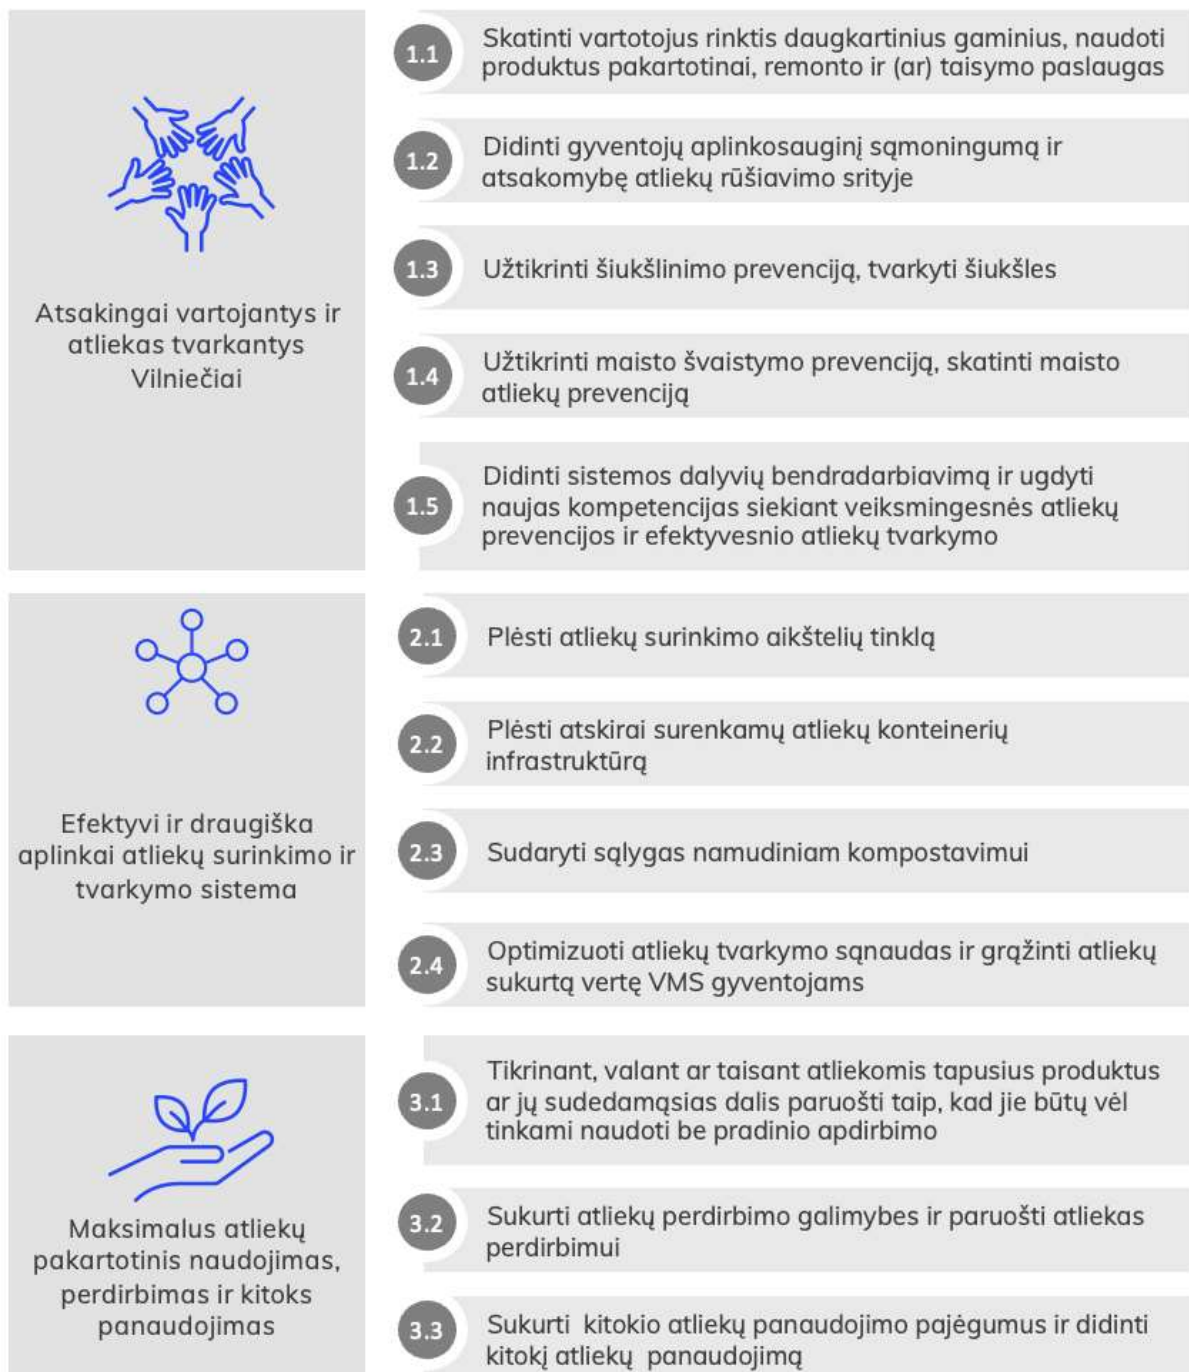 Atsakingai vartojantys ir
atliekas tvarkantys
Vilniečiai
1.1
Skatinti vartotojus rinktis daugkartinius gaminius, naudoti
produktus pakartotinai, remonto ir (ar) taisymo paslaugas
1.2
Didinti gyventojų aplinkosauginį sąmoningumą ir
atsakomybę atliekų rūšiavimo srityje
1.3
Užtikrinti šiukšlinimo prevenciją, tvarkyti šiukšles
1.4
Užtikrinti maisto švaistymo prevenciją, skatinti maisto
atliekų prevenciją
1.5
Didinti sistemos dalyvių bendradarbiavimą ir ugdyti
naujas kompetencijas siekiant veiksmingesnės atliekų
prevencijos ir efektyvesnio atliekų tvarkymo
Efektyvi ir draugiška
aplinkai atliekų surinkimo ir
tvarkymo sistema
2.1
Plėsti atliekų surinkimo aikštelių tinklą
2.2
Plėsti atskirai surenkamų atliekų konteinerių
infrastruktūrą
2.3
Sudaryti sąlygas namudiniam kompostavimui
2.4
Optimizuoti atliekų tvarkymo sąnaudas ir grąžinti atliekų
sukurtą vertę VMS gyventojams
Maksimalus atliekų
pakartotinis naudojimas,
perdirbimas ir kitoks
panaudojimas
3.1
Tikrinant, valant ar taisant atliekomis tapusius produktus
ar jų sudedamąsias dalis paruošti taip, kad jie būtų vėl
tinkami naudoti be pradinio apdirbimo
3.2
Sukurti atliekų perdirbimo galimybes ir paruošti atliekas
perdirbimui
3.3
Sukurti kitokio atliekų panaudojimo pajėgumus ir didinti
kitokį atliekų panaudojimą